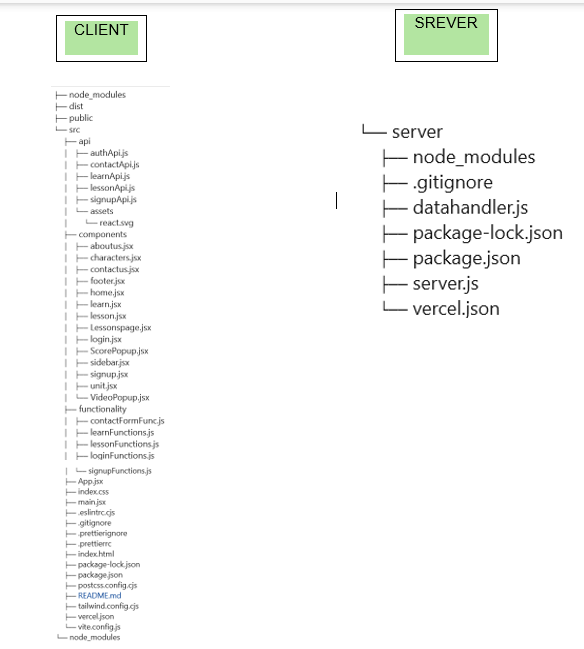 CLIENT
├── node_modules
├── dist
├── public
└── src
├── api
│ ├── authApi.js
│ ├── contactApi.js
│ ├── learnApi.js
│ ├── lessonApi.js
│ ├── signupApi.js
│ └── assets
│ └── react.svg
├── components
│ ├── aboutus.jsx
│ ├── characters.jsx
│ ├── contactus.jsx
│ ├── footer.jsx
│ ├── home.jsx
│ ├── learn.jsx
│ ├── lesson.jsx
│ ├── Lessonspage.jsx
│ ├── login.jsx
│ ├── ScorePopup.jsx
│ ├── sidebar.jsx
│ ├── signup.jsx
│ ├── unit.jsx
│ └── VideoPopup.jsx
├── functionality
│ ├── contactFormFunc.js
│ ├── learnFunctions.js
│ ├── lessonFunctions.js
│ ├── loginFunctions.js
│ └── signupFunctions.js
├── App.jsx
├── index.css
├── main.jsx
├── .eslintrc.cjs
├── .gitignore
├── .prettierignore
├── .prettierrc
├── index.html
├── package-lock.json
├── package.json
├── postcss.config.cjs
├── README.md
├── tailwind.config.cjs
├── vercel.json
└── vite.config.js
└── node_modules
SREVER
└── server
├── node_modules
├── .gitignore
├── datahandler.js
├── package-lock.json
├── package.json
├── server.js
└── vercel.json